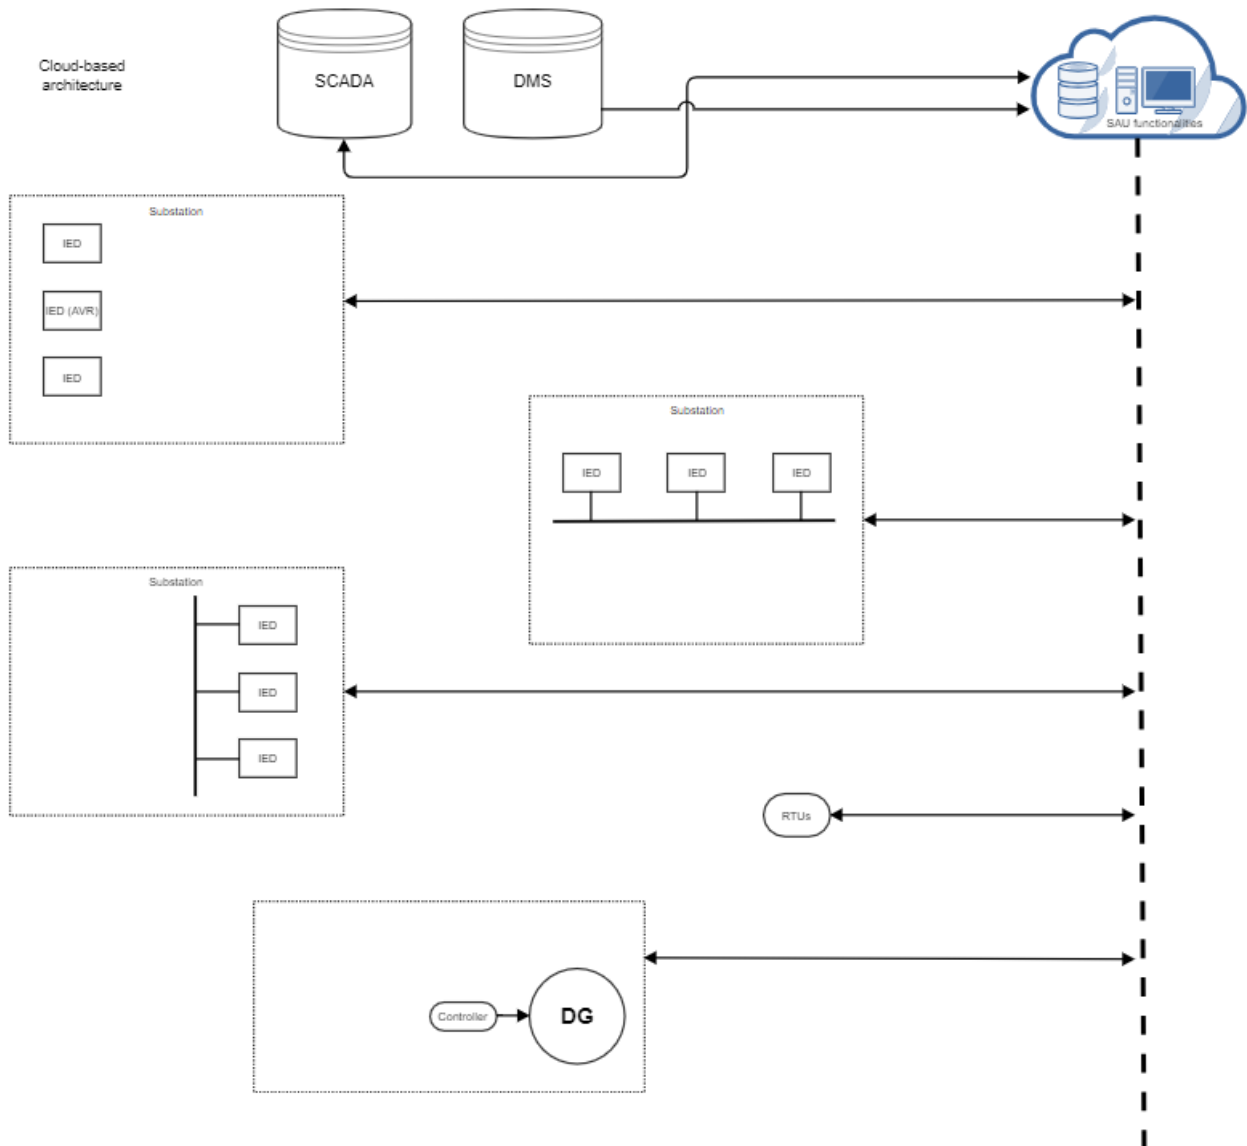 Cloud-based
architecture
SCADA
DMS
SAU functionalities
Substation
IED
IED (AVR)
IED
Substation
IED
IED
IED
Substation
IED
IED
IED
RTUs
Controller
DG